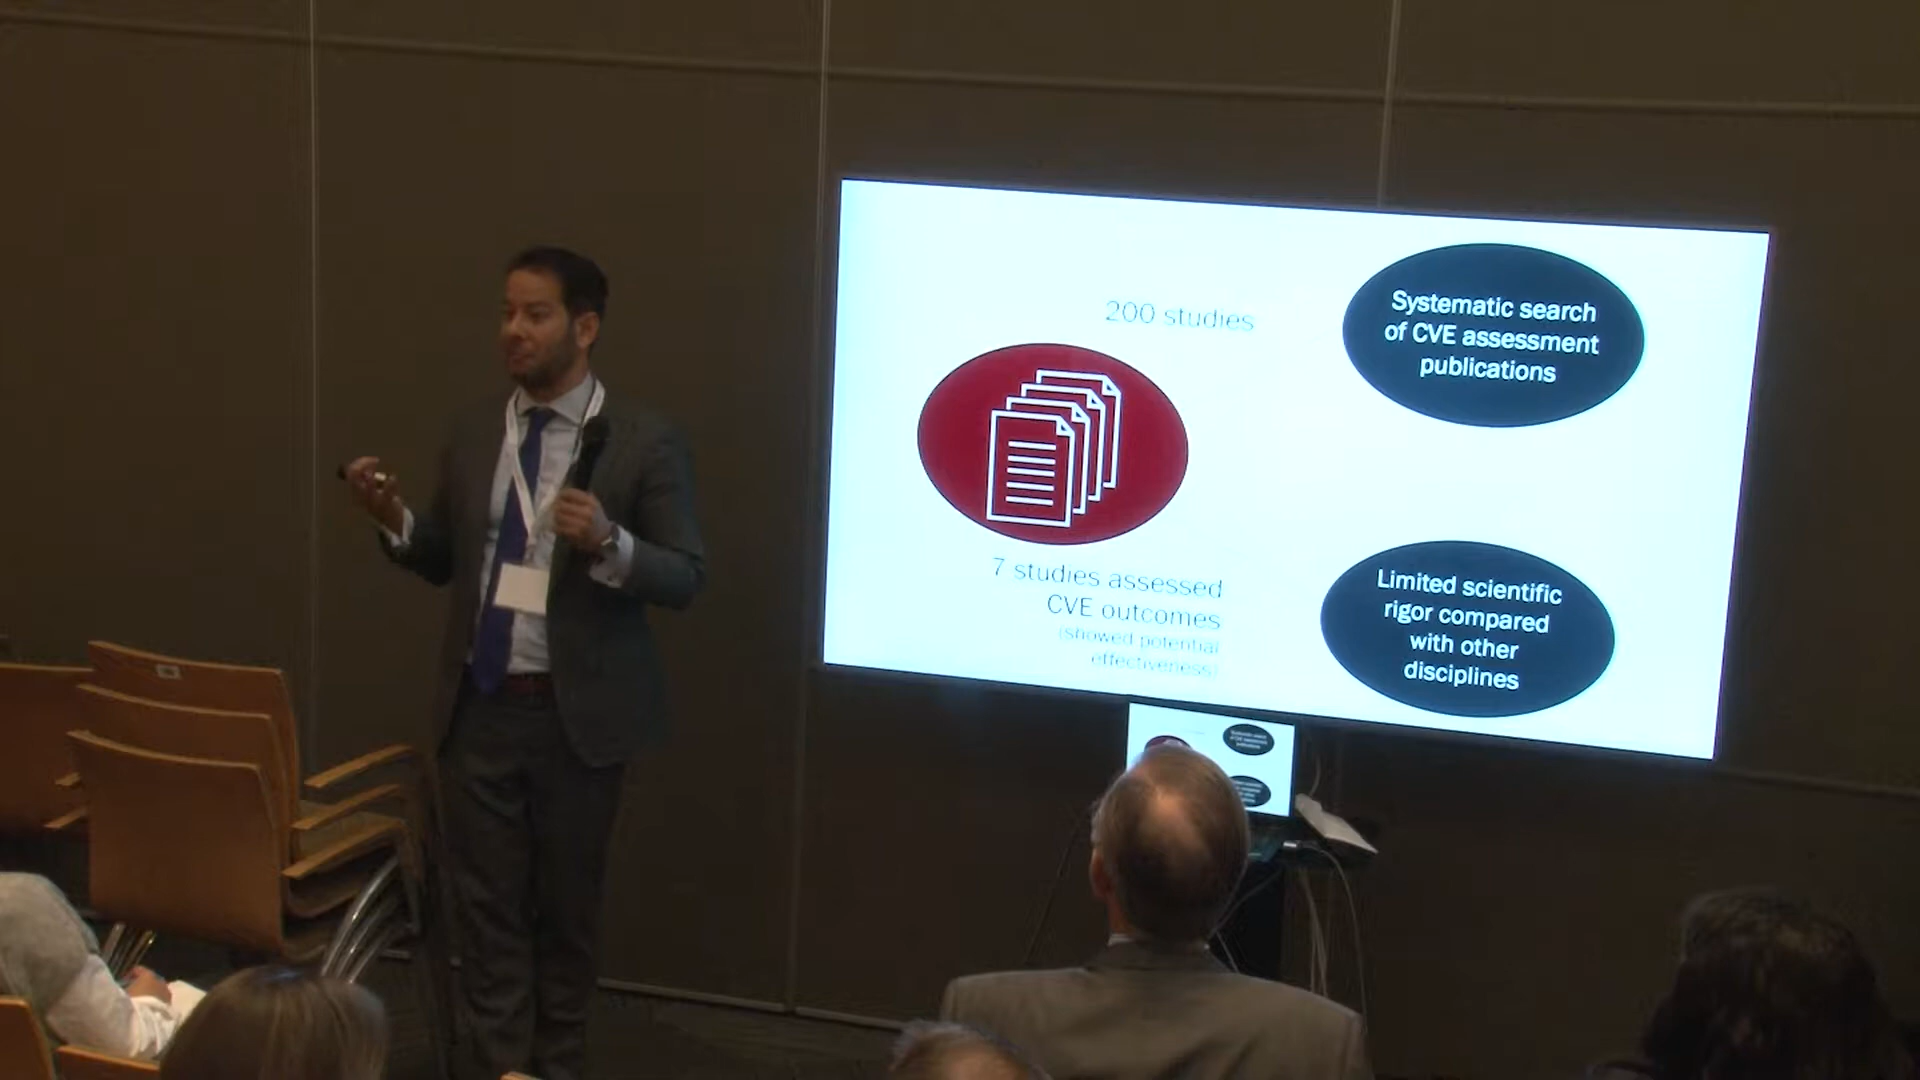 200 studies
Systematic search
of CVE assessment
publications
7 studies assessed
CVE outcomes
(showed potential
effectiveness)
Limited scientific
rigor compared
with other
disciplines